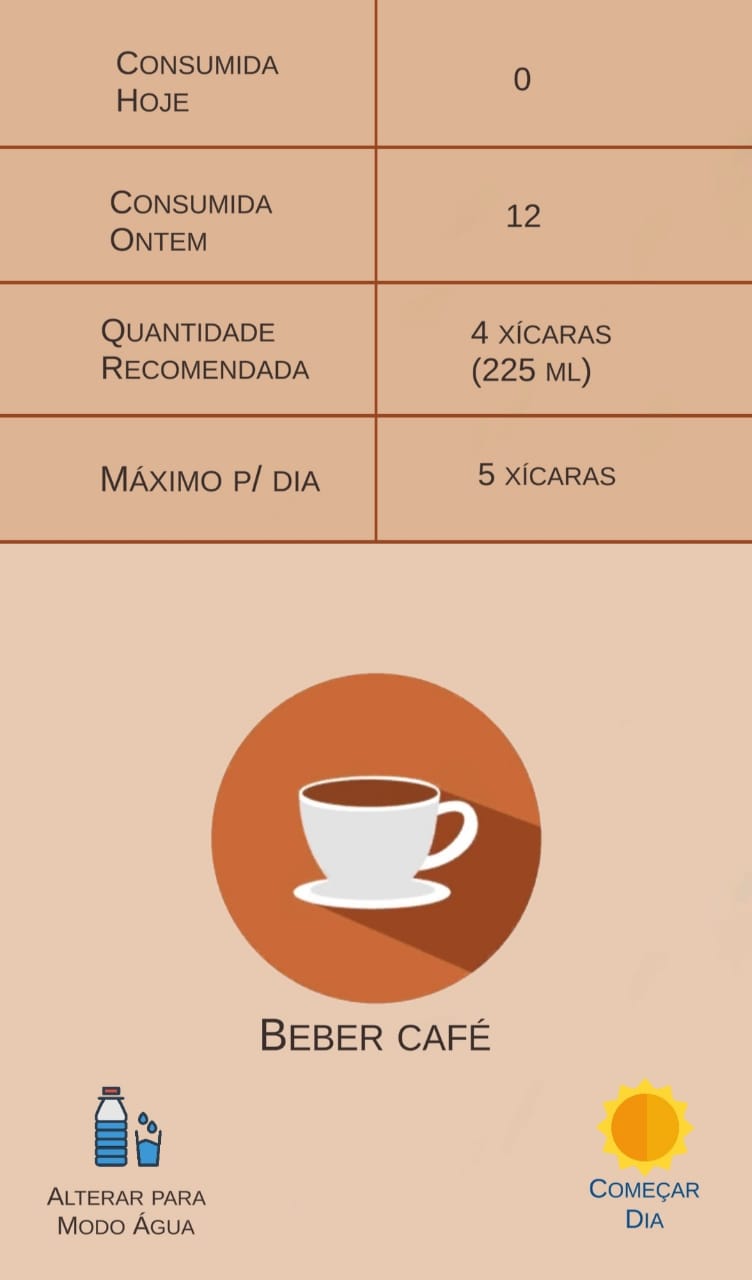 Consumida
Hoje
0
Consumida
Ontem
12
Quantidade
Recomendada
4 xícaras
(225 ml)
Máximo p/ dia
5 xícaras
Beber café
Alterar para
Modo Água
Começar
Dia